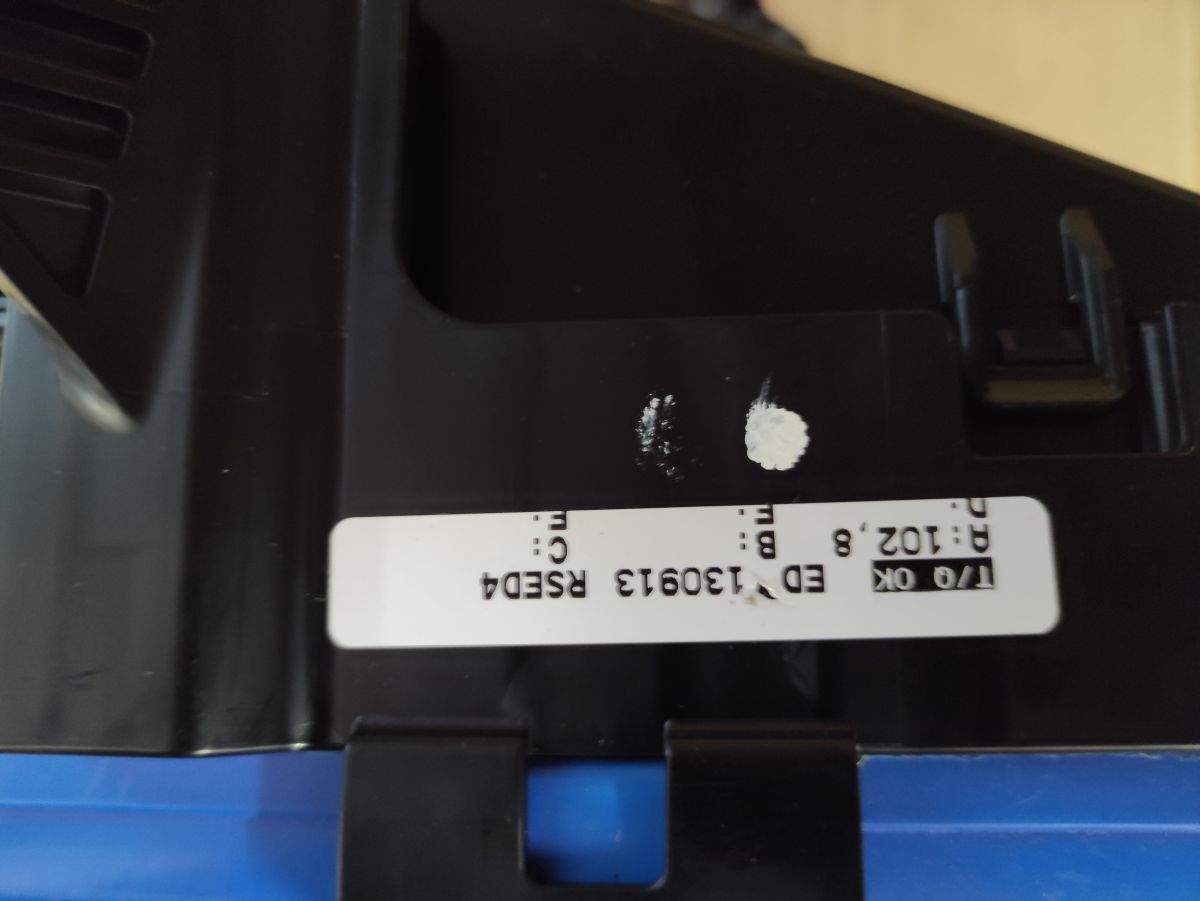 T/Q OK ED 130913 RSED4
A:102,8 B: C:
D: E: F: